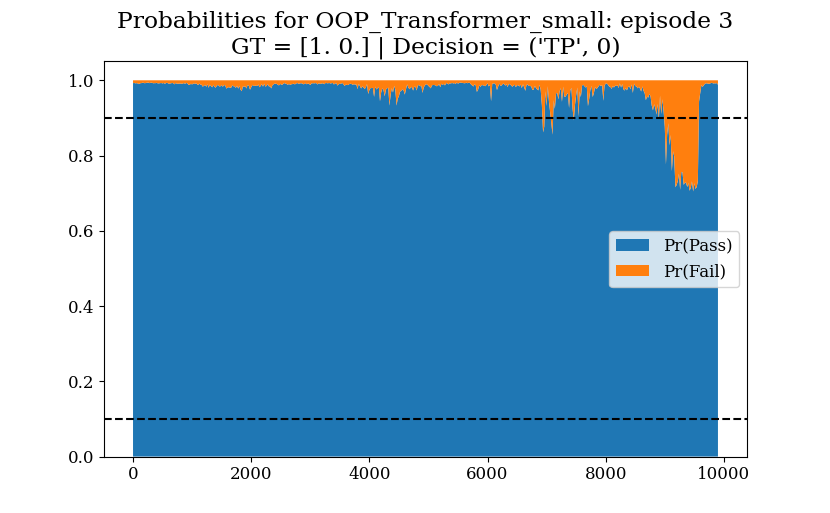 Probabilities for OOP_Transformer_small: episode 3
GT = [1. 0.] | Decision = ('TP', 0)
1.0
0.8
0.6
0.4
0.2
0.0
Pr(Pass)
Pr(Fail)
0 2000 4000 6000 8000 10000